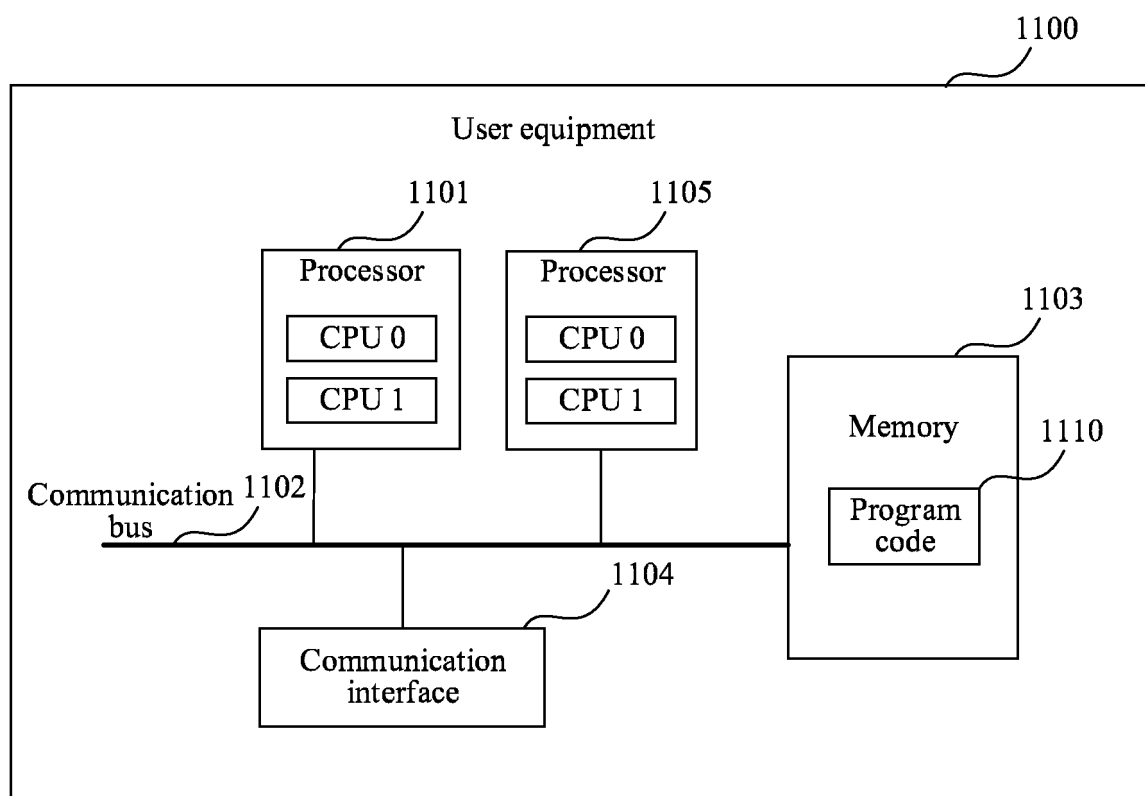 1100
User equipment
1101
1105
Processor
CPU 0
CPU 1
Processor
CPU 0
CPU 1
1103
Memory
1110
Program
code
Communication
bus
1102
1104
Communication
interface